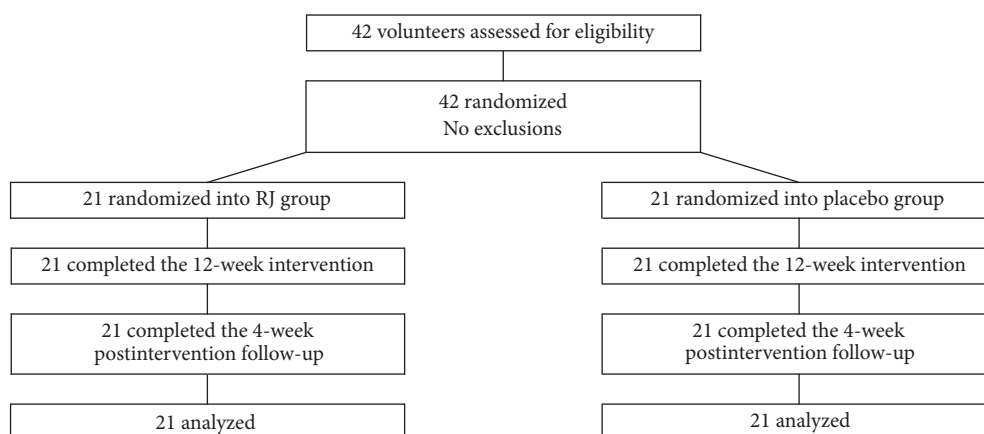 42 volunteers assessed for eligibility
42 randomized
No exclusions
21 randomized into RJ group
21 randomized into placebo group
21 completed the 12-week intervention
21 completed the 12-week intervention
21 completed the 4-week
postintervention follow-up
21 completed the 4-week
postintervention follow-up
21 analyzed
21 analyzed